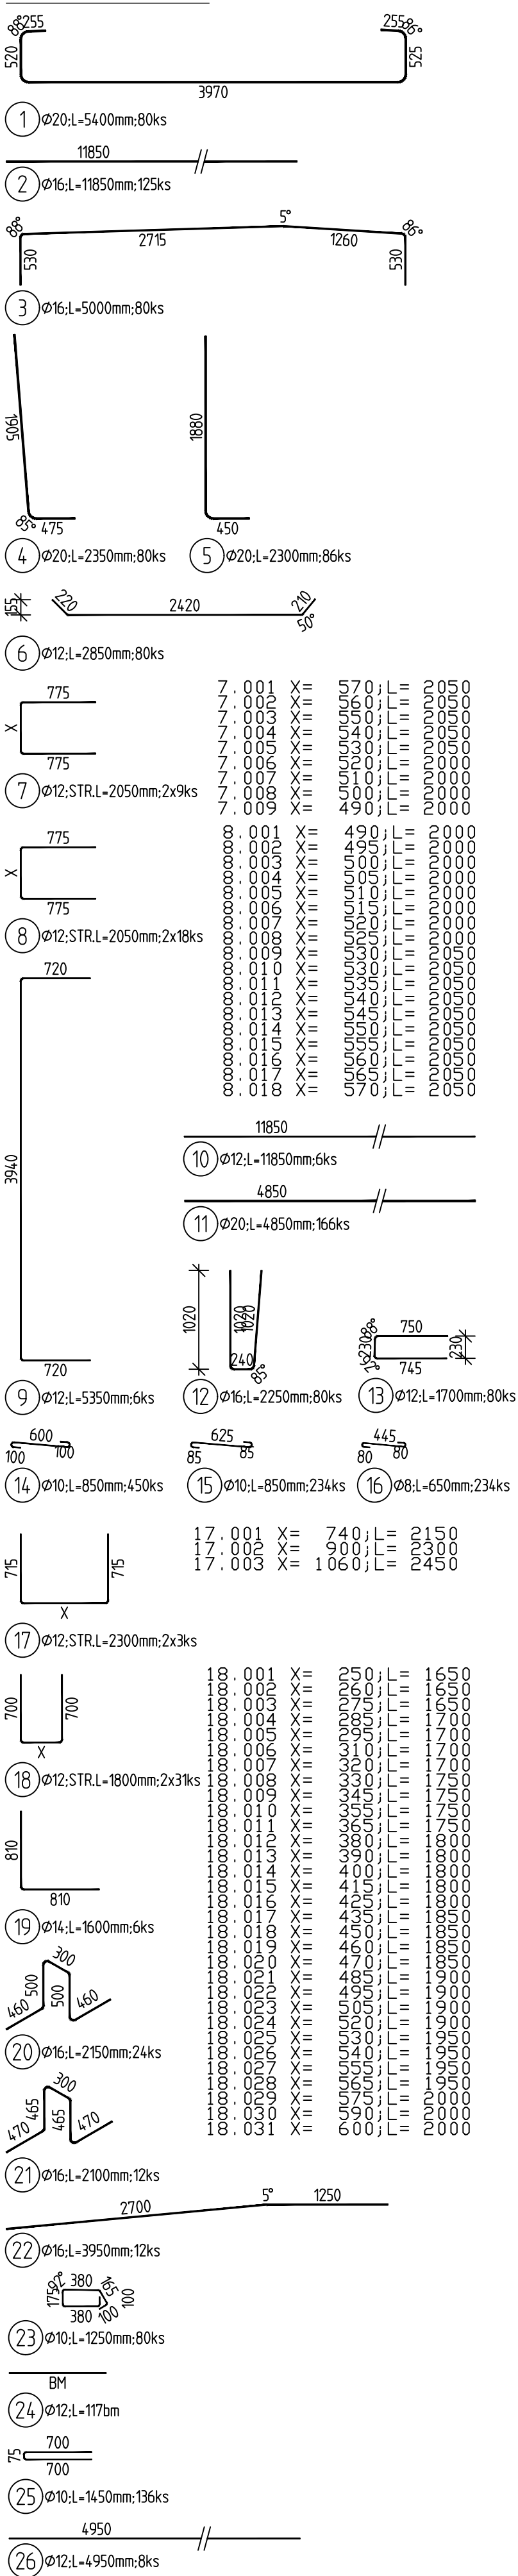 88° 255 255 86°
520 525
3970
1 Ø20;L=5400mm;80ks
11850
2 Ø16;L=11850mm;125ks
88° 5° 86°
2715 1260
530 530
3 Ø16;L=5000mm;80ks
1905 1880
85° 475 450
4 Ø20;L=2350mm;80ks
5 Ø20;L=2300mm;86ks
155 220 2420 210
50°
6 Ø12;L=2850mm;80ks
775
X
775
7 Ø12;STR.L=2050mm;2x9ks
7.001 X= 570;L= 2050
7.002 X= 560;L= 2050
7.003 X= 550;L= 2050
7.004 X= 540;L= 2050
7.005 X= 530;L= 2050
7.006 X= 520;L= 2000
7.007 X= 510;L= 2000
7.008 X= 500;L= 2000
7.009 X= 490;L= 2000
775
X
775
8 Ø12;STR.L=2050mm;2x18ks
8.001 X= 490;L= 2000
8.002 X= 495;L= 2000
8.003 X= 500;L= 2000
8.004 X= 505;L= 2000
8.005 X= 510;L= 2000
8.006 X= 515;L= 2000
8.007 X= 520;L= 2000
8.008 X= 525;L= 2000
8.009 X= 530;L= 2050
8.010 X= 530;L= 2050
8.011 X= 535;L= 2050
8.012 X= 540;L= 2050
8.013 X= 545;L= 2050
8.014 X= 550;L= 2050
8.015 X= 555;L= 2050
8.016 X= 560;L= 2050
8.017 X= 565;L= 2050
8.018 X= 570;L= 2050
720
3940
720
9 Ø12;L=5350mm;6ks
11850
10 Ø12;L=11850mm;6ks
4850
11 Ø20;L=4850mm;166ks
1020 1020 1020
240 85°
12 Ø16;L=2250mm;80ks
88° 750
230 230
92° 745
13 Ø12;L=1700mm;80ks
600
100 100
14 Ø10;L=850mm;450ks
625
85 85
15 Ø10;L=850mm;234ks
445
80 80
16 Ø8;L=650mm;234ks
715 715
X
17 Ø12;STR.L=2300mm;2x3ks
17.001 X= 740;L= 2150
17.002 X= 900;L= 2300
17.003 X= 1060;L= 2450
700 700
X
18 Ø12;STR.L=1800mm;2x31ks
18.001 X= 250;L= 1650
18.002 X= 260;L= 1650
18.003 X= 275;L= 1650
18.004 X= 285;L= 1700
18.005 X= 295;L= 1700
18.006 X= 310;L= 1700
18.007 X= 320;L= 1700
18.008 X= 330;L= 1750
18.009 X= 345;L= 1750
18.010 X= 355;L= 1750
18.011 X= 365;L= 1750
18.012 X= 380;L= 1800
18.013 X= 390;L= 1800
18.014 X= 400;L= 1800
18.015 X= 415;L= 1800
18.016 X= 425;L= 1800
18.017 X= 435;L= 1850
18.018 X= 450;L= 1850
18.019 X= 460;L= 1850
18.020 X= 470;L= 1850
18.021 X= 485;L= 1900
18.022 X= 495;L= 1900
18.023 X= 505;L= 1900
18.024 X= 520;L= 1900
18.025 X= 530;L= 1950
18.026 X= 540;L= 1950
18.027 X= 555;L= 1950
18.028 X= 565;L= 1950
18.029 X= 575;L= 2000
18.030 X= 590;L= 2000
18.031 X= 600;L= 2000
810
810
19 Ø14;L=1600mm;6ks
300
460 500 500 460
20 Ø16;L=2150mm;24ks
300
470 465 465 470
21 Ø16;L=2100mm;12ks
2700 5° 1250
22 Ø16;L=3950mm;12ks
92° 380 165
175 100
380 100
23 Ø10;L=1250mm;80ks
BM
24 Ø12;L=117bm
700
75
700
25 Ø10;L=1450mm;136ks
4950
26 Ø12;L=4950mm;8ks